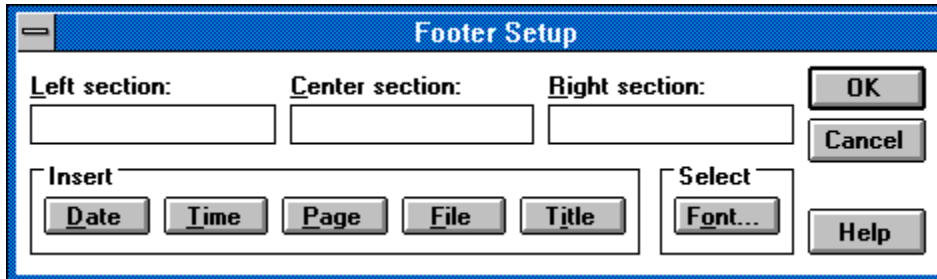 Footer Setup
Left section: Center section: Right section: OK
Cancel
Insert Select
Date Time Page File Title Font... Help